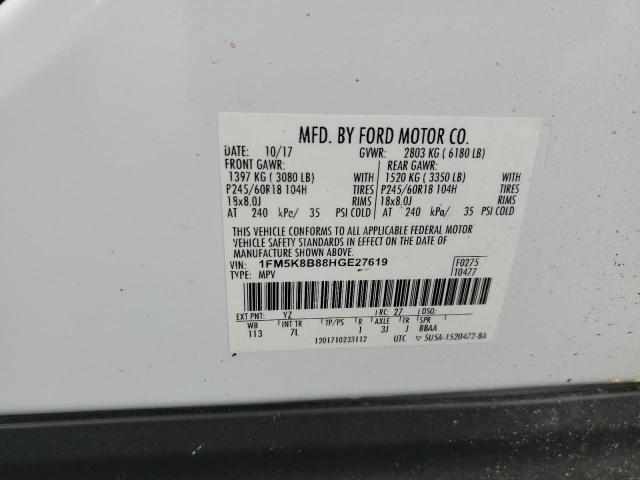 MFD. BY FORD MOTOR CO.
DATE: 10/17 GVWR: 2803 KG ( 6180 LB)
FRONT GAWR: REAR GAWR:
1397 KG ( 3080 LB) WITH 1520 KG ( 3350 LB) WITH
P245/60R18 104H TIRES P245/60R18 104H TIRES
18x8.0J RIMS 18x8.0J RIMS
AT 240 kPa/ 35 PSI COLD AT 240 kPa/ 35 PSI COLD
THIS VEHICLE CONFORMS TO ALL APPLICABLE FEDERAL MOTOR
VEHICLE SAFETY STANDARDS IN EFFECT ON THE DATE OF
MANUFACTURE SHOWN ABOVE.
VIN: 1FM5K8B88HGE27619 F0275
TYPE: MPV T0477
EXT PNT: YZ RC: 27 DSO:
WB INT TR TP/PS R AXLE TR SPR
113 7L 1 3J J BBAA
1201710233112 UTC ▽ 5U5A-1520472-BA